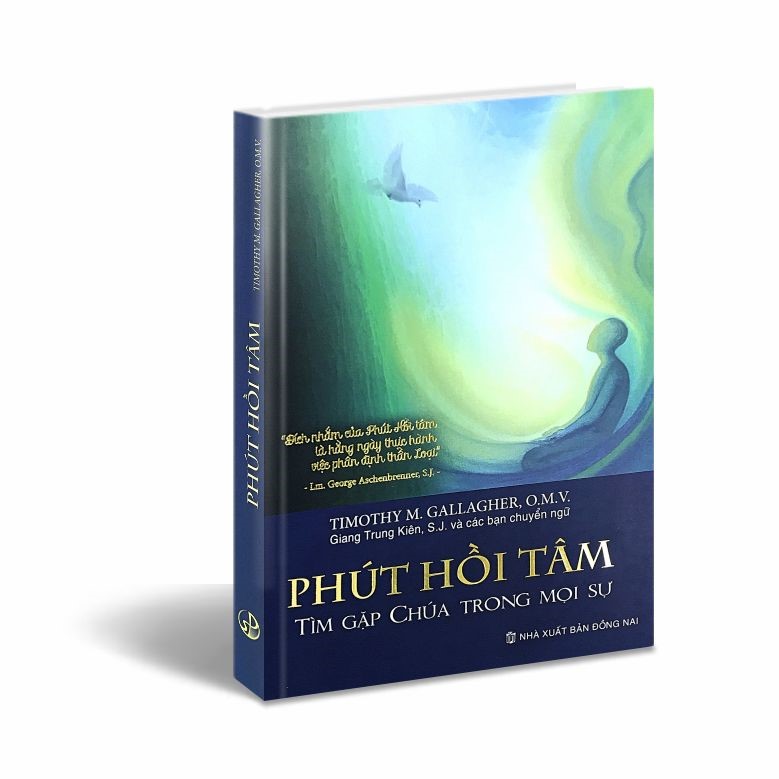 TIMOTHY M. GALLAGHER, O.M.V.
PHÚT HỒI TÂM
"Đích nhắm của Phút Hồi tâm
là hằng ngày thực hành
việc phân định thần loại"
- Lm. George Aschenbrenner, S.J. -
TIMOTHY M. GALLAGHER, O.M.V.
Giang Trung Kiên, S.J. và các bạn chuyển ngữ
PHÚT HỒI TÂM
TÌM GẶP CHÚA TRONG MỌI SỰ
NHÀ XUẤT BẢN ĐỒNG NAI